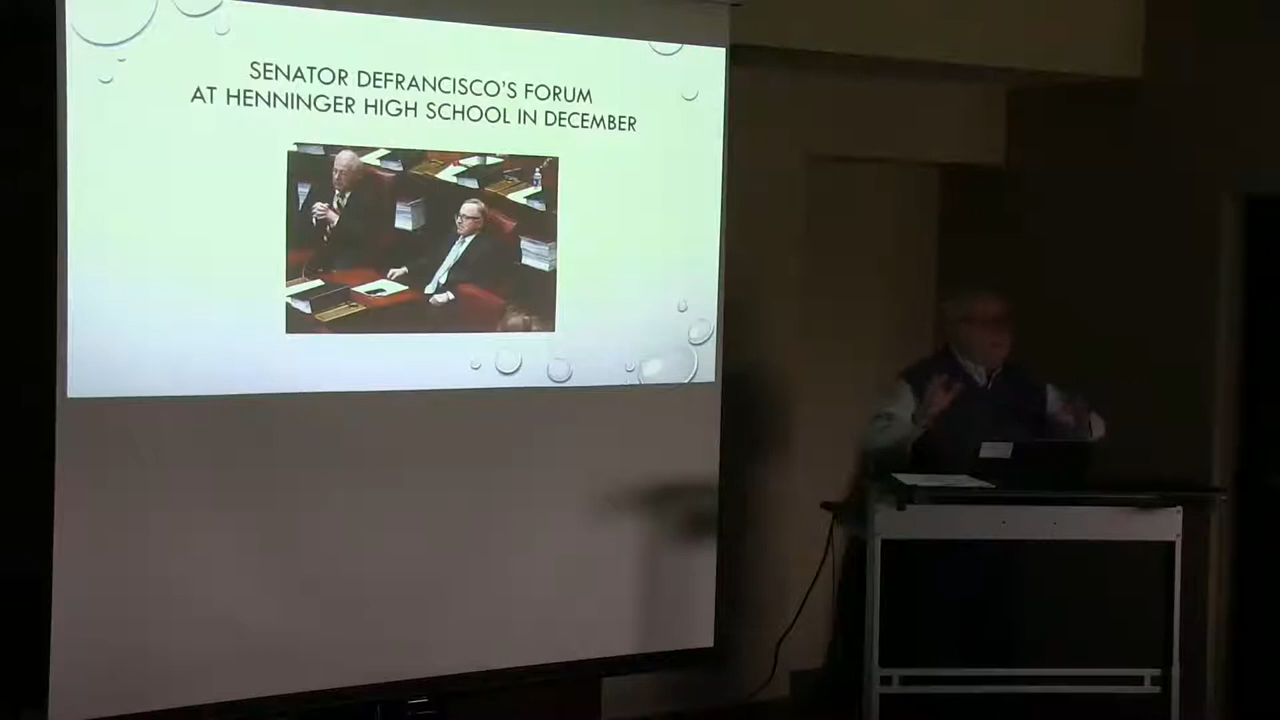 SENATOR DEFRANCISCO'S FORUM
AT HENNINGER HIGH SCHOOL IN DECEMBER